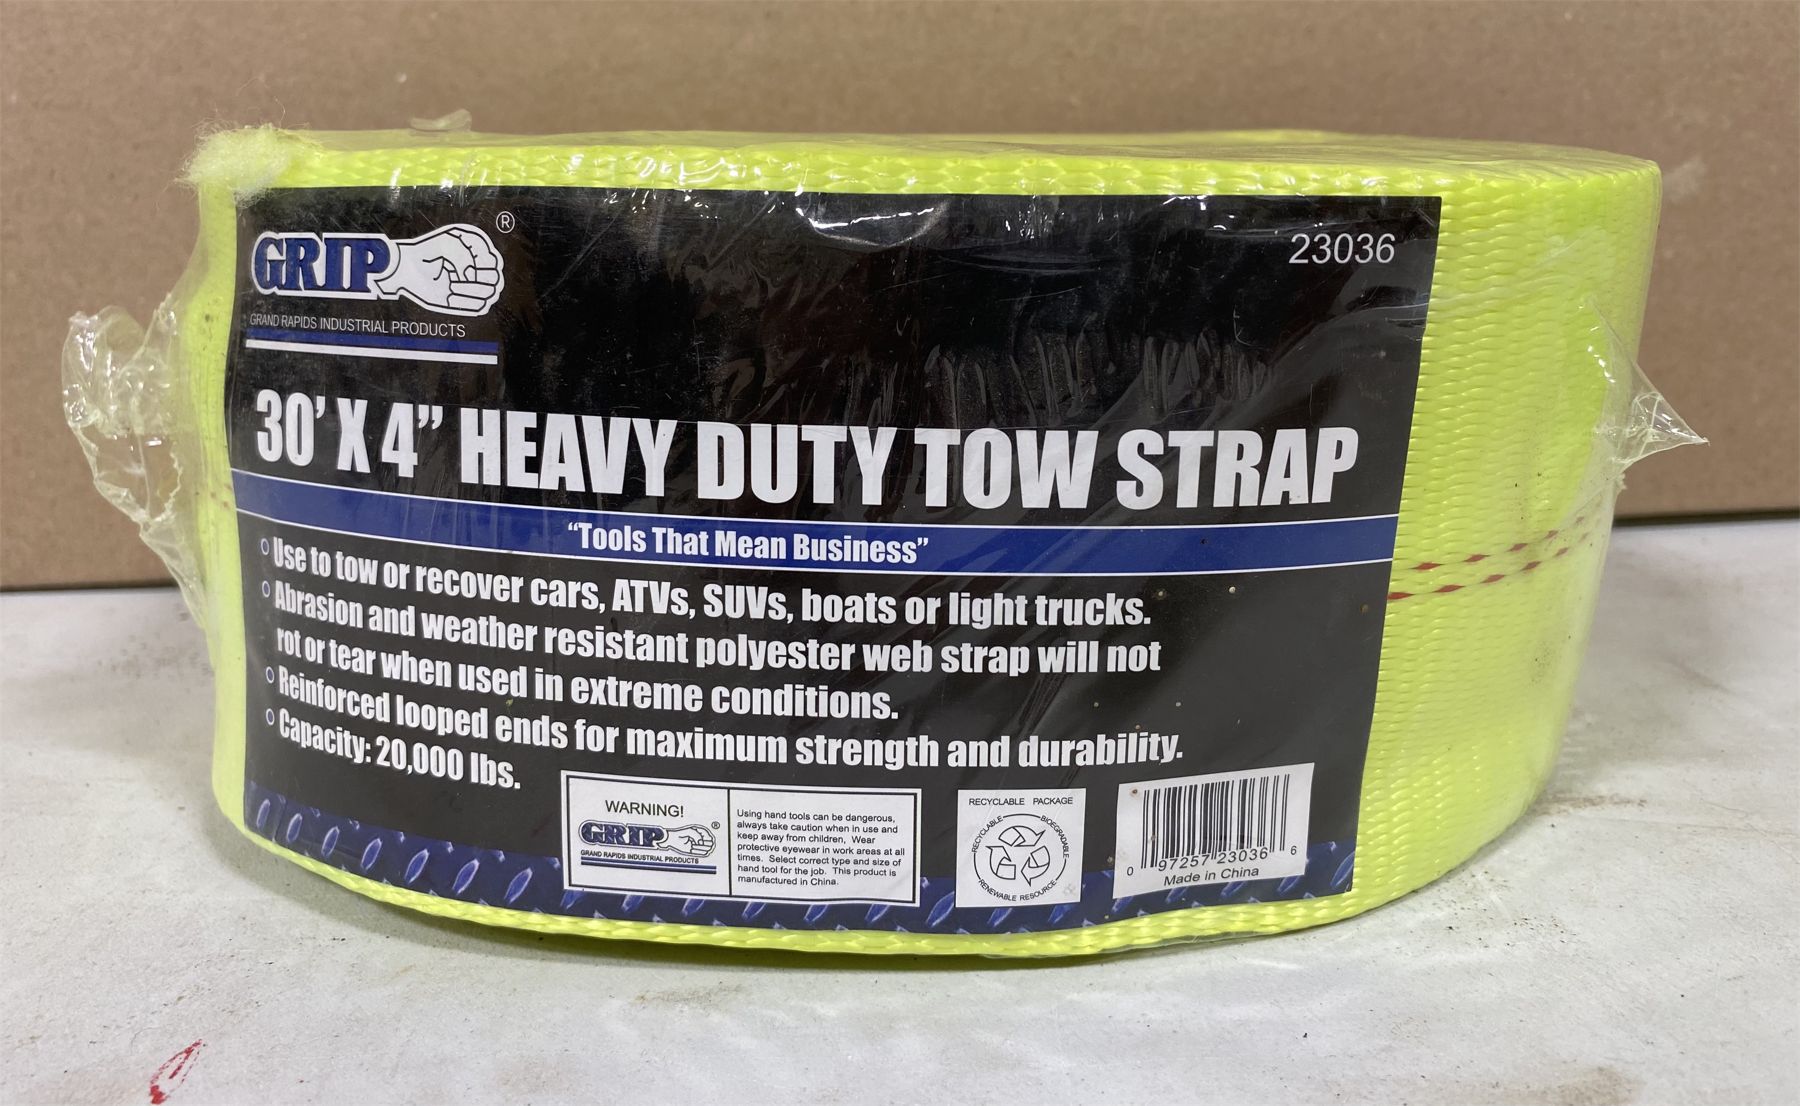 GRIP®
GRAND RAPIDS INDUSTRIAL PRODUCTS
23036
30' X 4" HEAVY DUTY TOW STRAP
"Tools That Mean Business"
Use to tow or recover cars, ATVs, SUVs, boats or light trucks.
Abrasion and weather resistant polyester web strap will not
rot or tear when used in extreme conditions.
Reinforced looped ends for maximum strength and durability.
Capacity: 20,000 lbs.
WARNING!
GRIP®
GRAND RAPIDS INDUSTRIAL PRODUCTS
Using hand tools can be dangerous,
always take caution when in use and
keep away from children, Wear
protective eyewear in work areas at all
times. Select correct type and size of
hand tool for the job. This product is
manufactured in China.
RECYCLABLE PACKAGE
RECYCLABLE
BIODEGRADABLE
RENEWABLE RESOURCE
0 97257 23036 6
Made in China